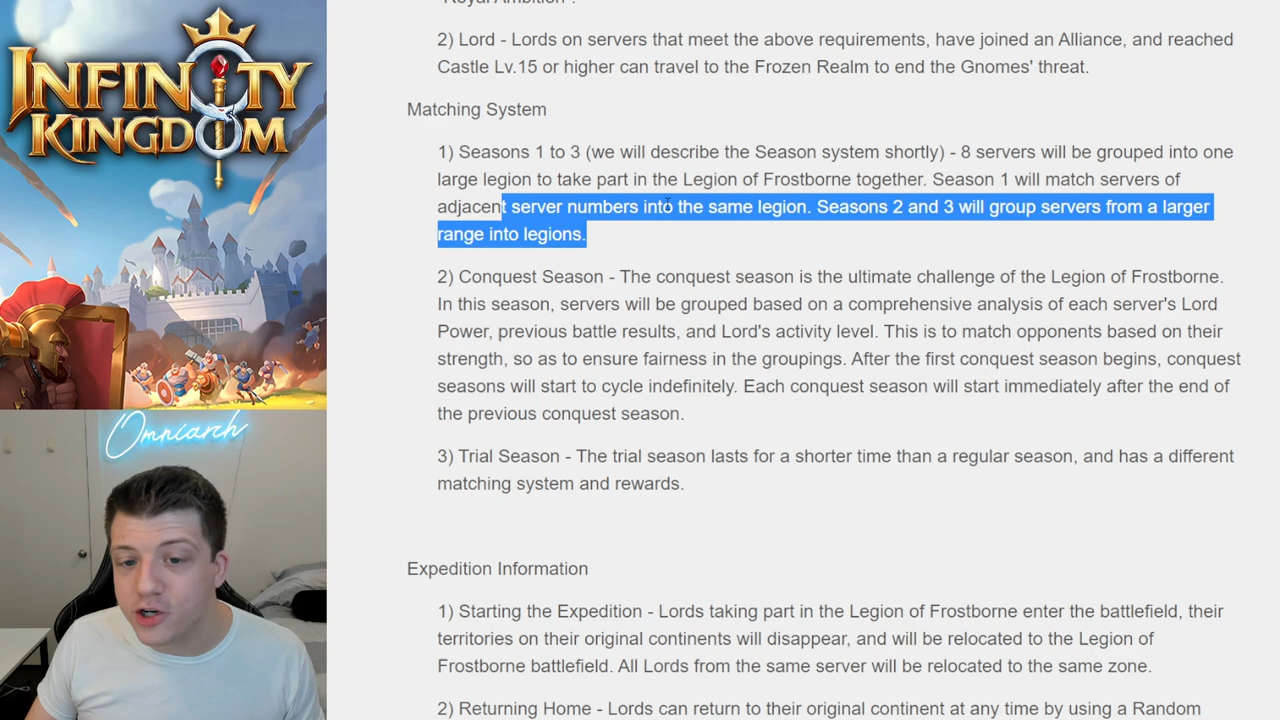 INFINITY
KINGDOM
Omniarch
2) Lord - Lords on servers that meet the above requirements, have joined an Alliance, and reached
Castle Lv.15 or higher can travel to the Frozen Realm to end the Gnomes' threat.
Matching System
1) Seasons 1 to 3 (we will describe the Season system shortly) - 8 servers will be grouped into one
large legion to take part in the Legion of Frostborne together. Season 1 will match servers of
adjacent server numbers into the same legion. Seasons 2 and 3 will group servers from a larger
range into legions.
2) Conquest Season - The conquest season is the ultimate challenge of the Legion of Frostborne.
In this season, servers will be grouped based on a comprehensive analysis of each server's Lord
Power, previous battle results, and Lord's activity level. This is to match opponents based on their
strength, so as to ensure fairness in the groupings. After the first conquest season begins, conquest
seasons will start to cycle indefinitely. Each conquest season will start immediately after the end of
the previous conquest season.
3) Trial Season - The trial season lasts for a shorter time than a regular season, and has a different
matching system and rewards.
Expedition Information
1) Starting the Expedition - Lords taking part in the Legion of Frostborne enter the battlefield, their
territories on their original continents will disappear, and will be relocated to the Legion of
Frostborne battlefield. All Lords from the same server will be relocated to the same zone.
2) Returning Home - Lords can return to their original continent at any time by using a Random